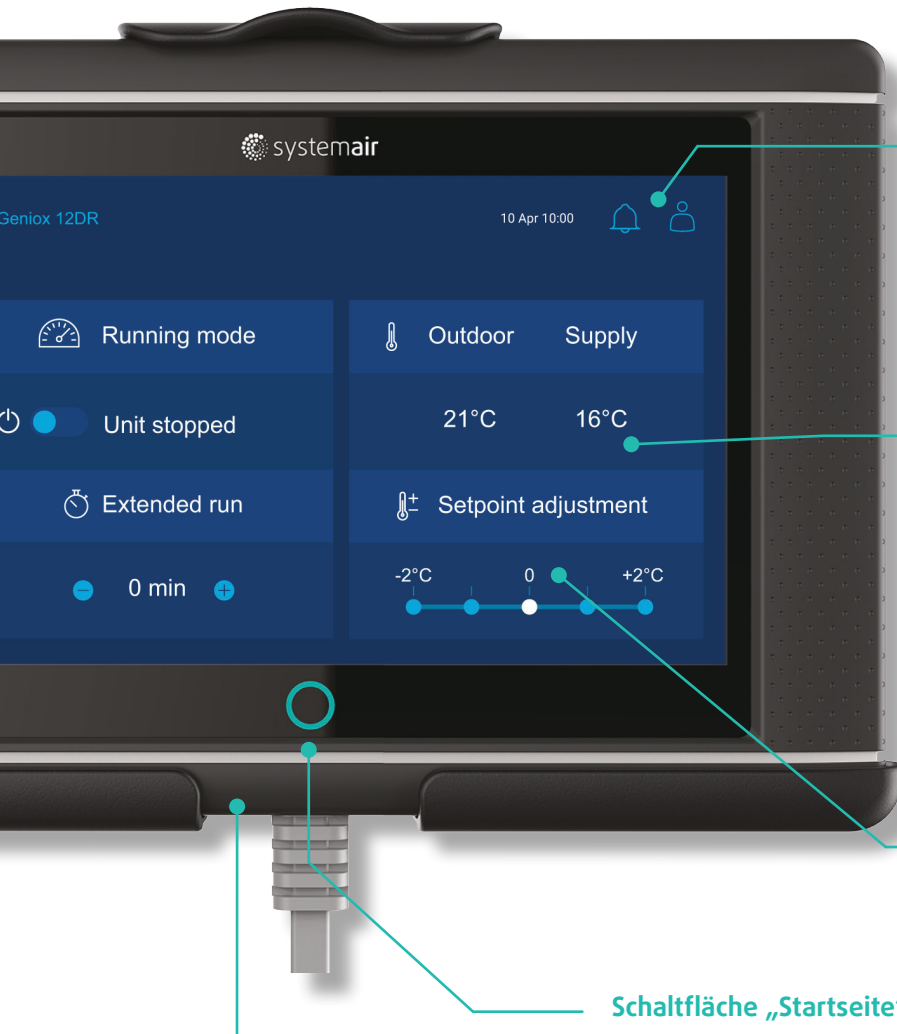 systemair
Geniox 12DR
10 Apr 10:00
Running mode
Unit stopped
Extended run
0 min
Outdoor Supply
21°C 16°C
Setpoint adjustment
-2°C 0 +2°C
Schaltfläche „Startseite“